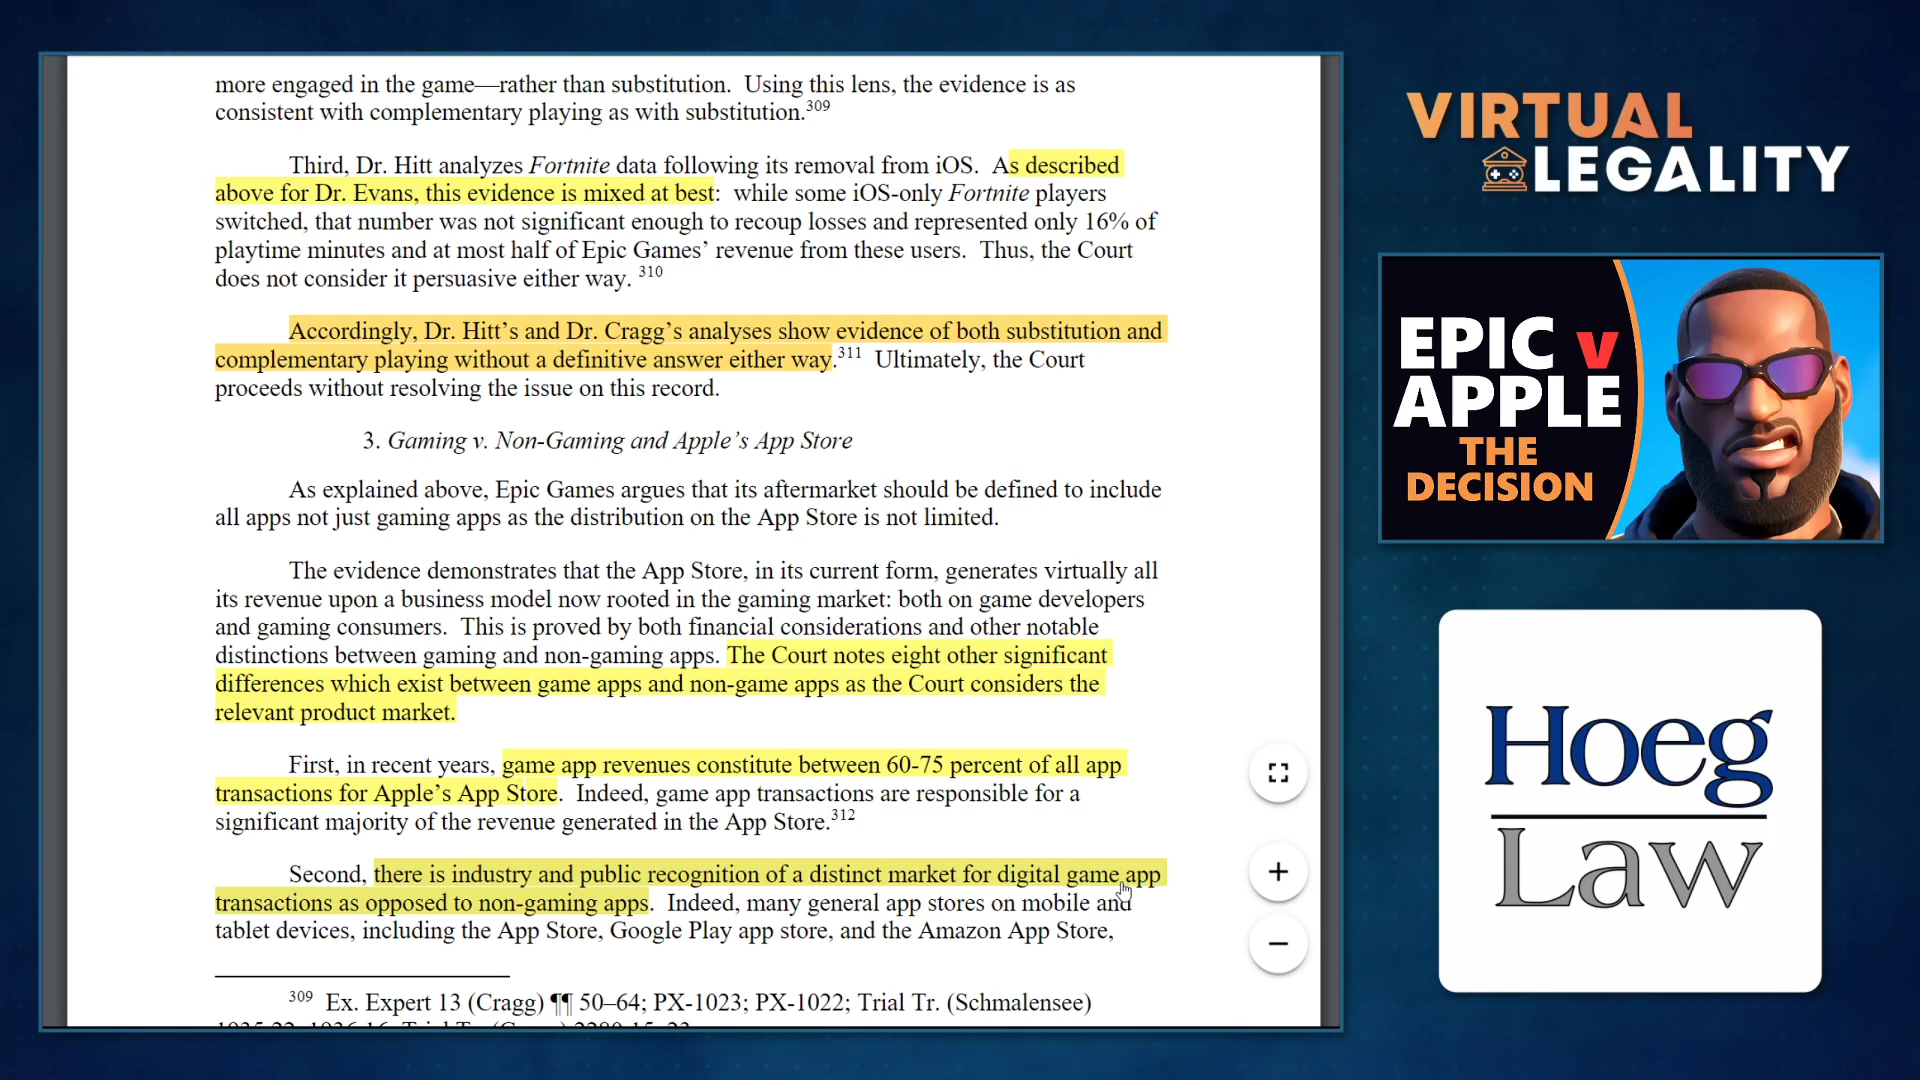 more engaged in the game—rather than substitution.  Using this lens, the evidence is as
consistent with complementary playing as with substitution.309
Third, Dr. Hitt analyzes Fortnite data following its removal from iOS.  As described
above for Dr. Evans, this evidence is mixed at best:  while some iOS-only Fortnite players
switched, that number was not significant enough to recoup losses and represented only 16% of
playtime minutes and at most half of Epic Games’ revenue from these users.  Thus, the Court
does not consider it persuasive either way. 310
Accordingly, Dr. Hitt’s and Dr. Cragg’s analyses show evidence of both substitution and
complementary playing without a definitive answer either way.311  Ultimately, the Court
proceeds without resolving the issue on this record.
3. Gaming v. Non-Gaming and Apple’s App Store
As explained above, Epic Games argues that its aftermarket should be defined to include
all apps not just gaming apps as the distribution on the App Store is not limited.
The evidence demonstrates that the App Store, in its current form, generates virtually all
its revenue upon a business model now rooted in the gaming market: both on game developers
and gaming consumers.  This is proved by both financial considerations and other notable
distinctions between gaming and non-gaming apps. The Court notes eight other significant
differences which exist between game apps and non-game apps as the Court considers the
relevant product market.
First, in recent years, game app revenues constitute between 60-75 percent of all app
transactions for Apple’s App Store.  Indeed, game app transactions are responsible for a
significant majority of the revenue generated in the App Store.312
Second, there is industry and public recognition of a distinct market for digital game app
transactions as opposed to non-gaming apps.  Indeed, many general app stores on mobile and
tablet devices, including the App Store, Google Play app store, and the Amazon App Store,
309  Ex. Expert 13 (Cragg) ¶¶ 50–64; PX-1023; PX-1022; Trial Tr. (Schmalensee)
VIRTUAL
LEGALITY
EPIC v
APPLE
THE
DECISION
Hoeg
Law